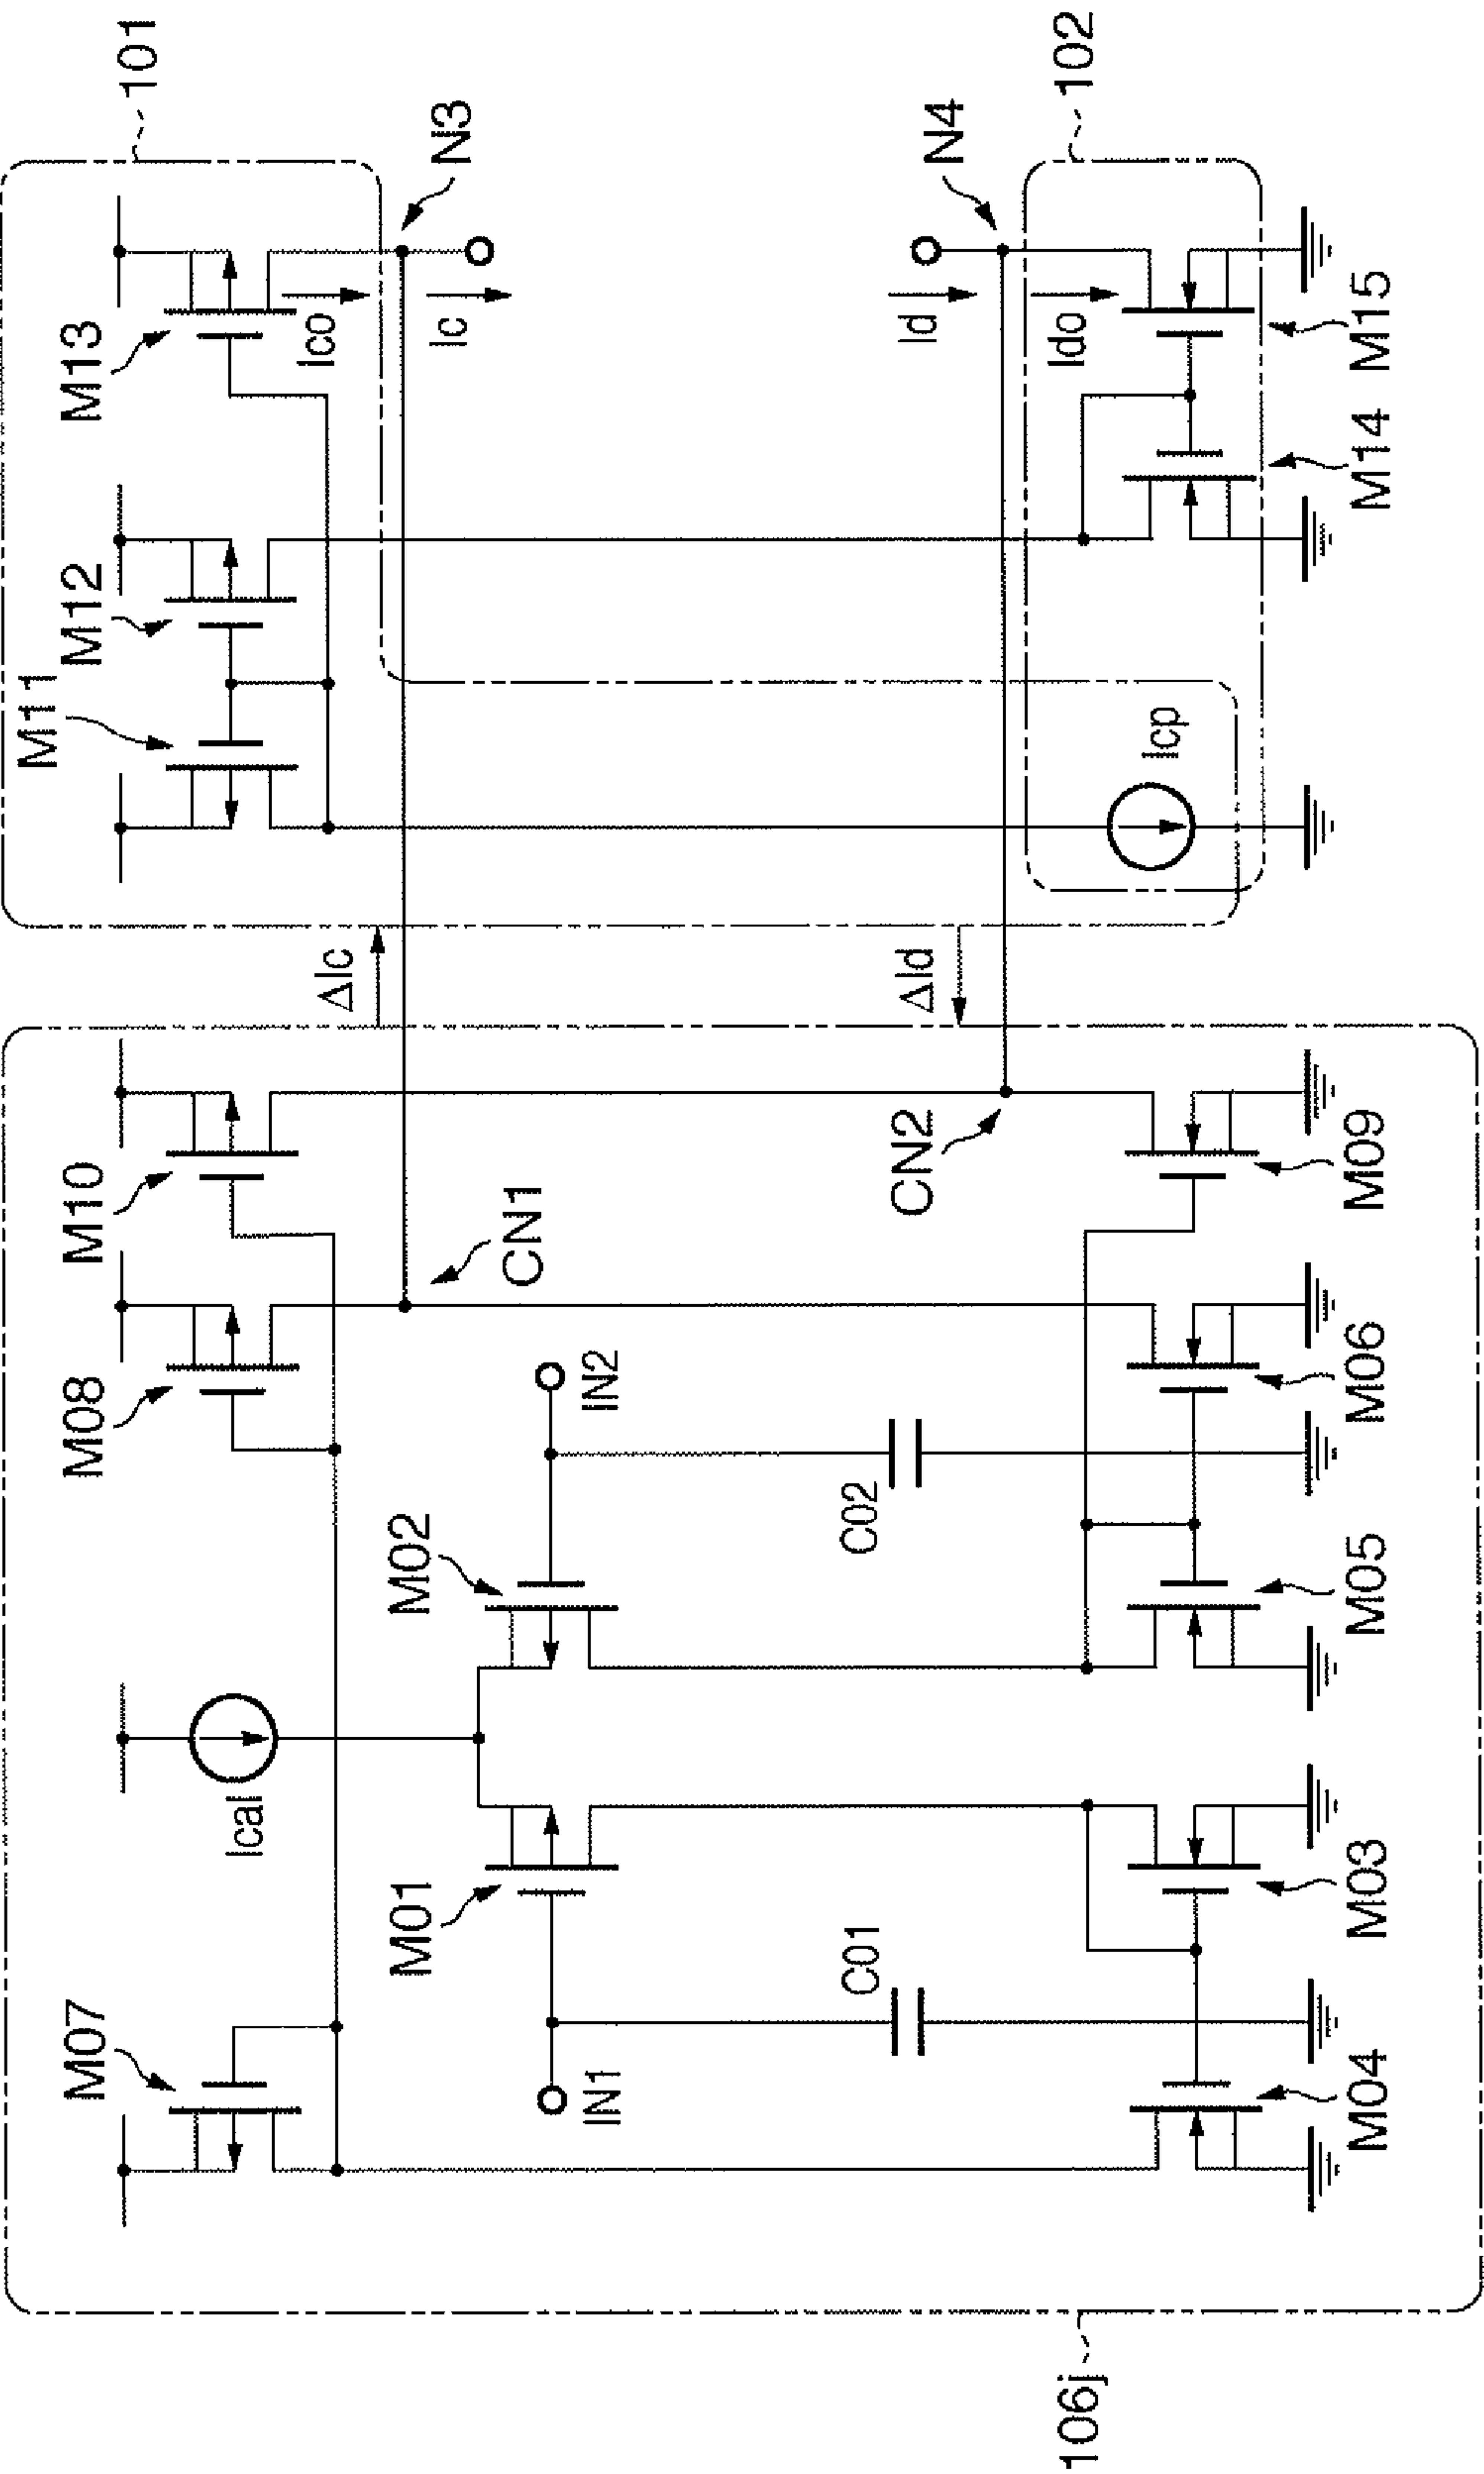 101
N3
N4
102
M13
Ico
Ic
Id
Ido
M15
M12
M14
M11
Icp
ΔIc
ΔId
M10
CN1
CN2
M09
M08
IN2
M06
M02
C02
M05
Ical
M01
C01
M03
M07
IN1
M04
106j